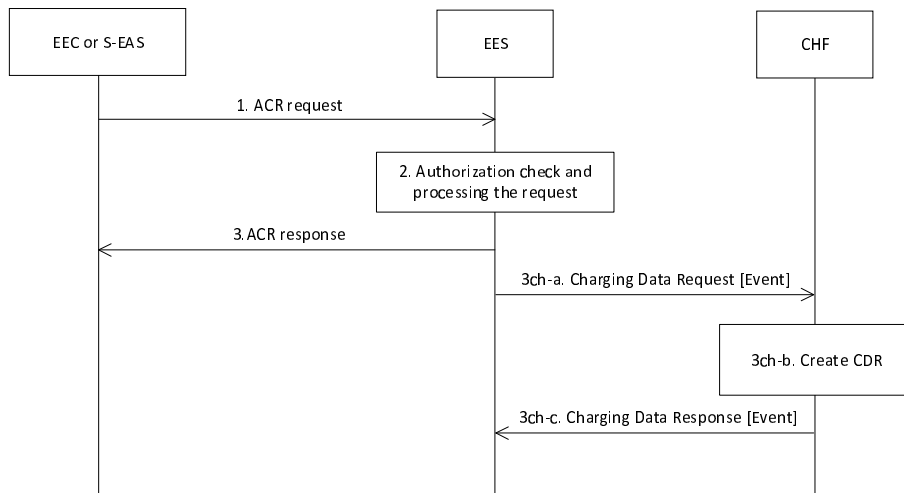 EEC or S-EAS
EES
CHF
1. ACR request
2. Authorization check and
processing the request
3.ACR response
3ch-a. Charging Data Request [Event]
3ch-b. Create CDR
3ch-c. Charging Data Response [Event]